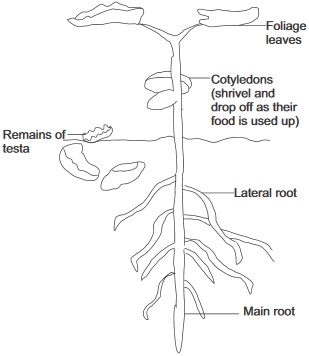 Foliage
leaves
Cotyledons
(shrivel and
drop off as their
food is used up)
Remains of
testa
Lateral root
Main root